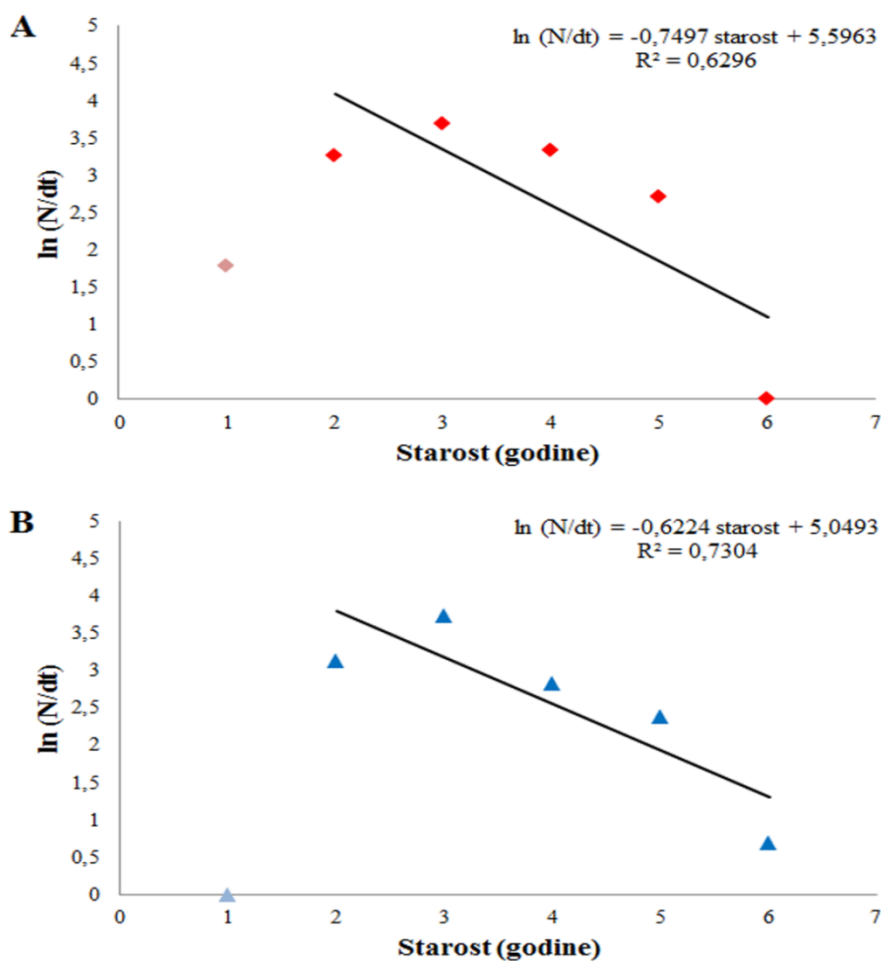 A
ln (N/dt) = -0,7497 starost + 5,5963
R² = 0,6296
5
4,5
4
3,5
3
2,5
2
1,5
1
0,5
0
ln (N/dt)
0 1 2 3 4 5 6 7
Starost (godine)
B
ln (N/dt) = -0,6224 starost + 5,0493
R² = 0,7304
5
4,5
4
3,5
3
2,5
2
1,5
1
0,5
0
ln (N/dt)
0 1 2 3 4 5 6 7
Starost (godine)